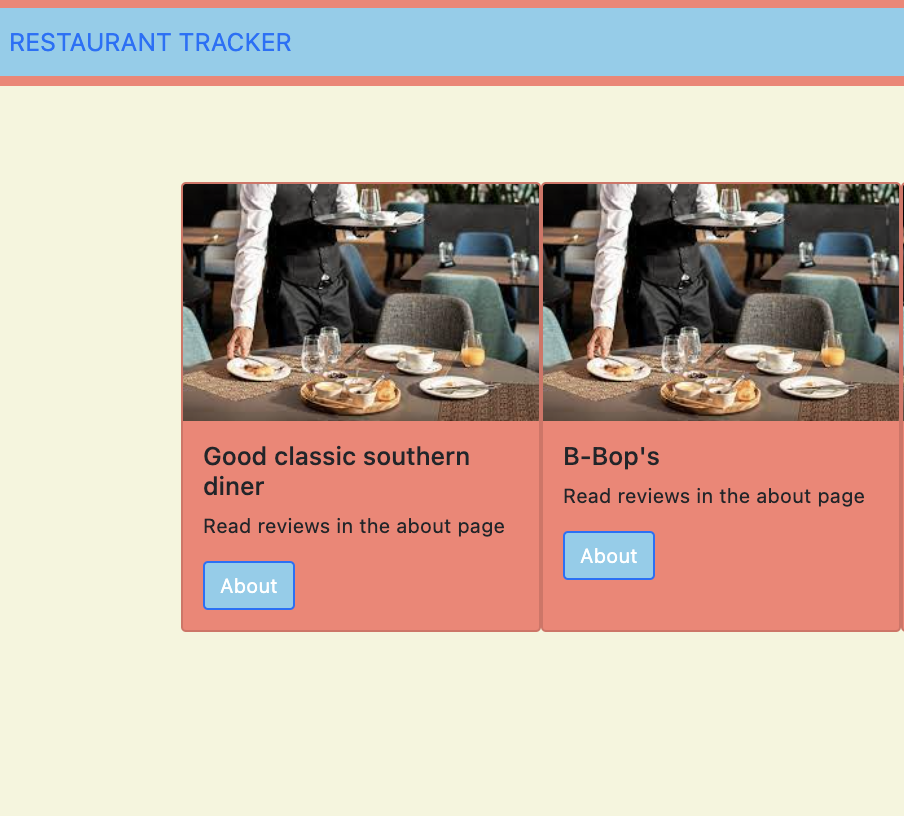 RESTAURANT TRACKER
Good classic southern
diner
Read reviews in the about page
About
B-Bop's
Read reviews in the about page
About